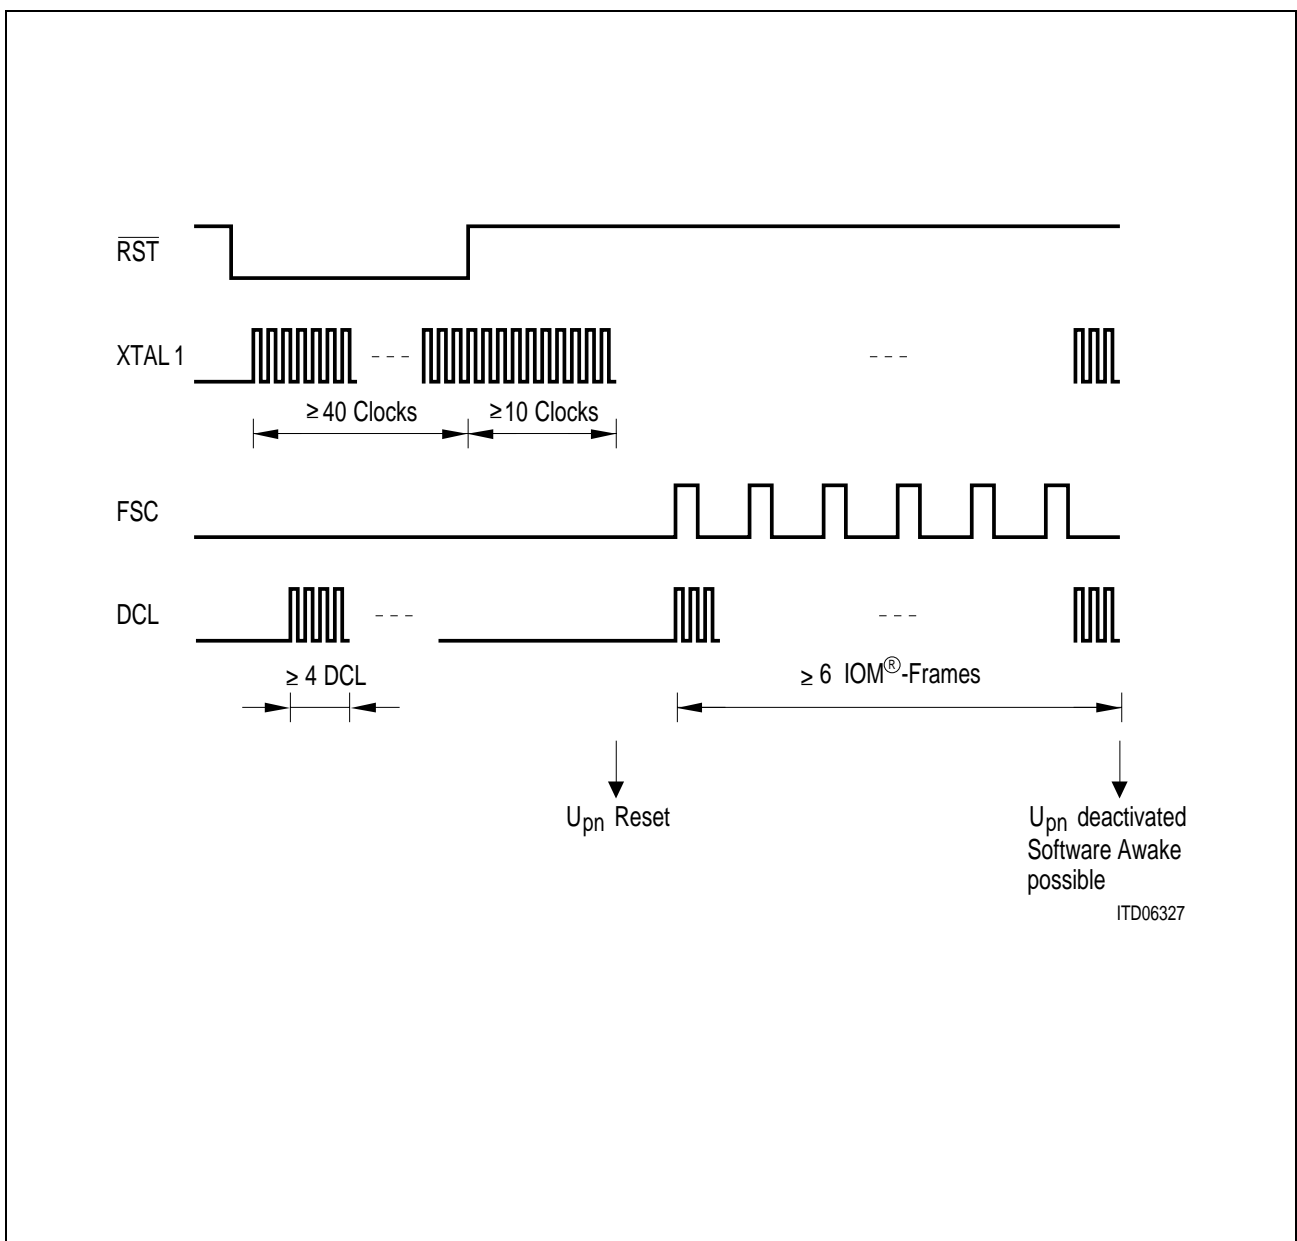 RST
XTAL 1
≥ 40 Clocks
≥10 Clocks
FSC
DCL
≥ 4 DCL
≥ 6 IOM®-Frames
Upn Reset
Upn deactivated
Software Awake
possible
ITD06327